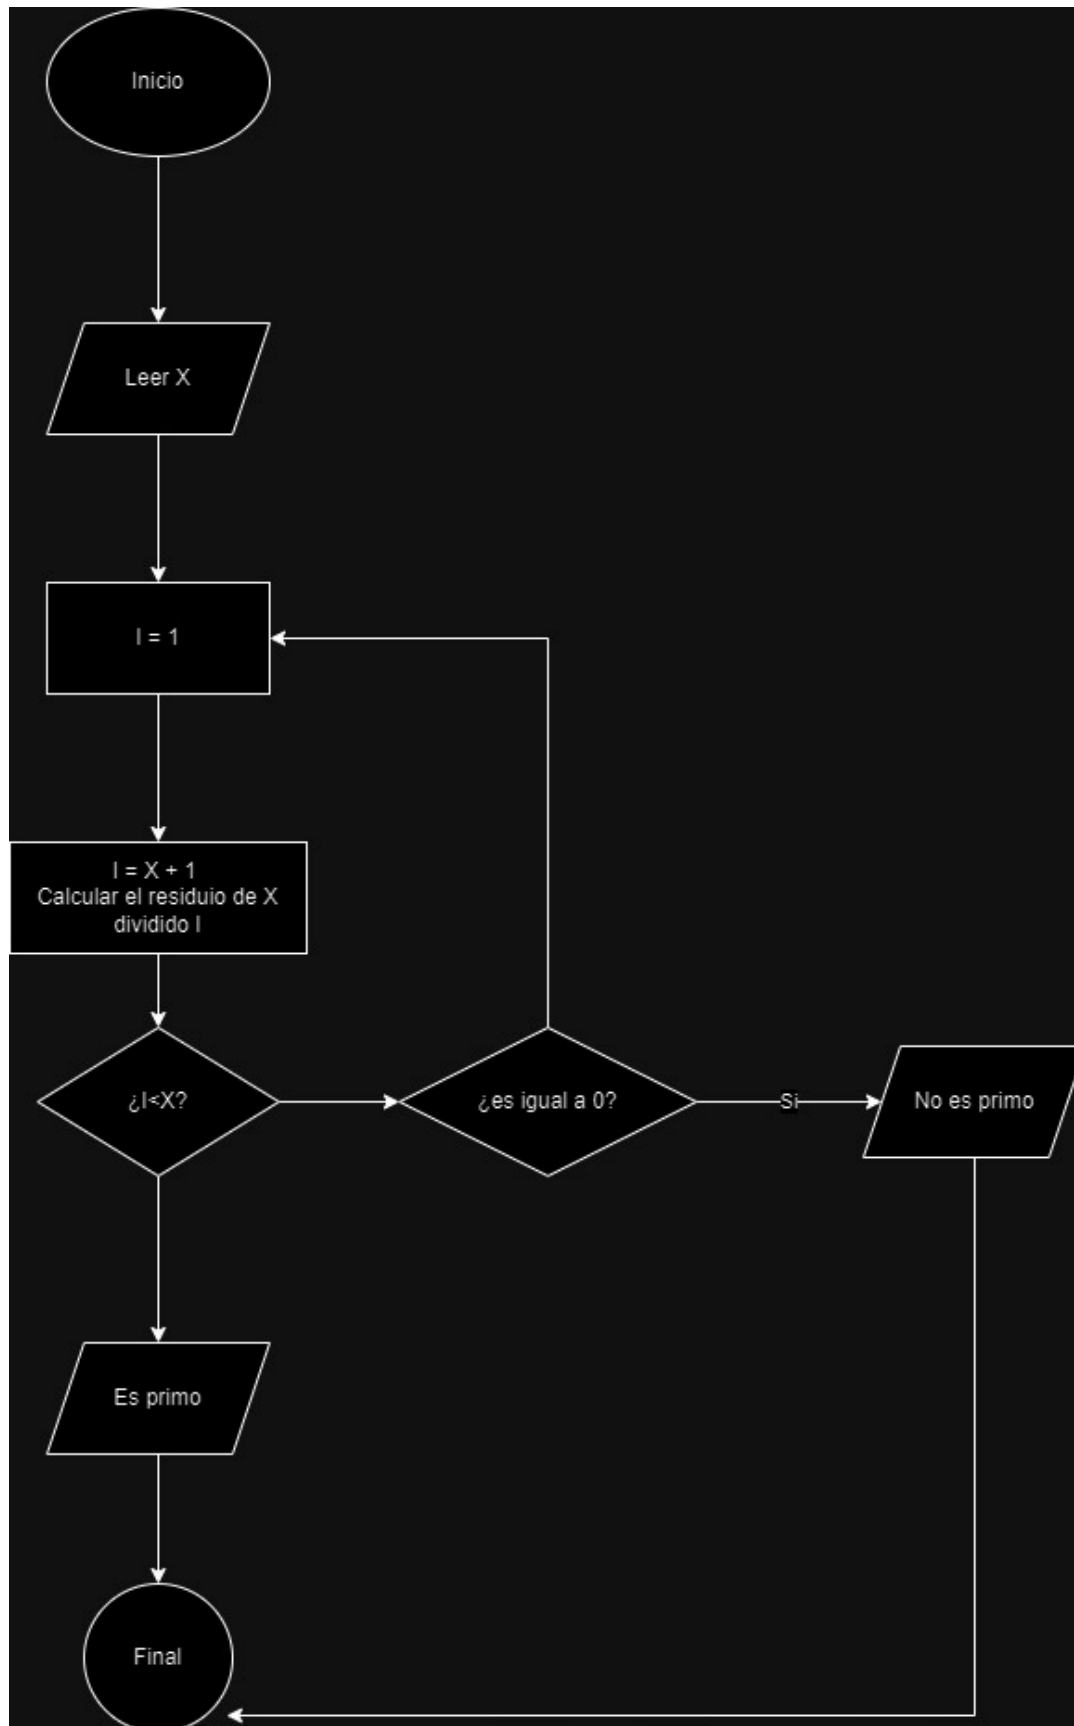 Inicio
Leer X
I = 1
I = X + 1
Calcular el residuio de X
dividido I
¿I<X?
¿es igual a 0?
Si
No es primo
Es primo
Final